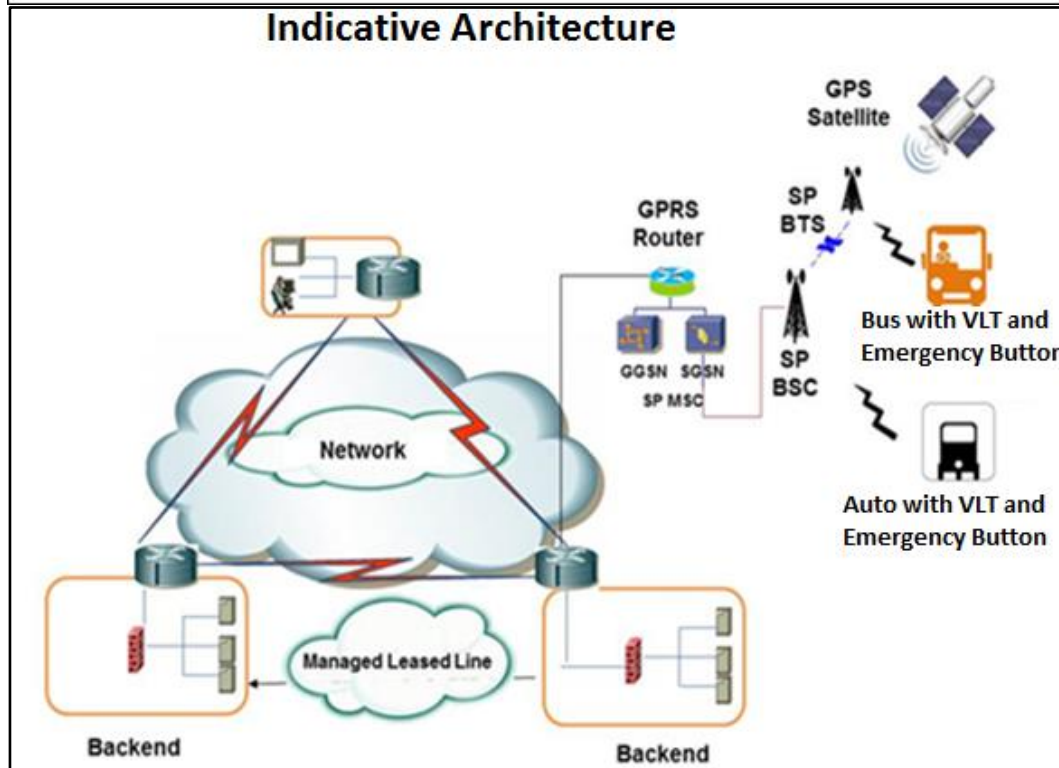 Indicative Architecture
GPS
Satellite
SP
BTS
GPRS
Router
Bus with VLT and
Emergency Button
GGSN
SGSN
SP MSC
SP
BSC
Network
Auto with VLT and
Emergency Button
Managed Leased Line
Backend
Backend